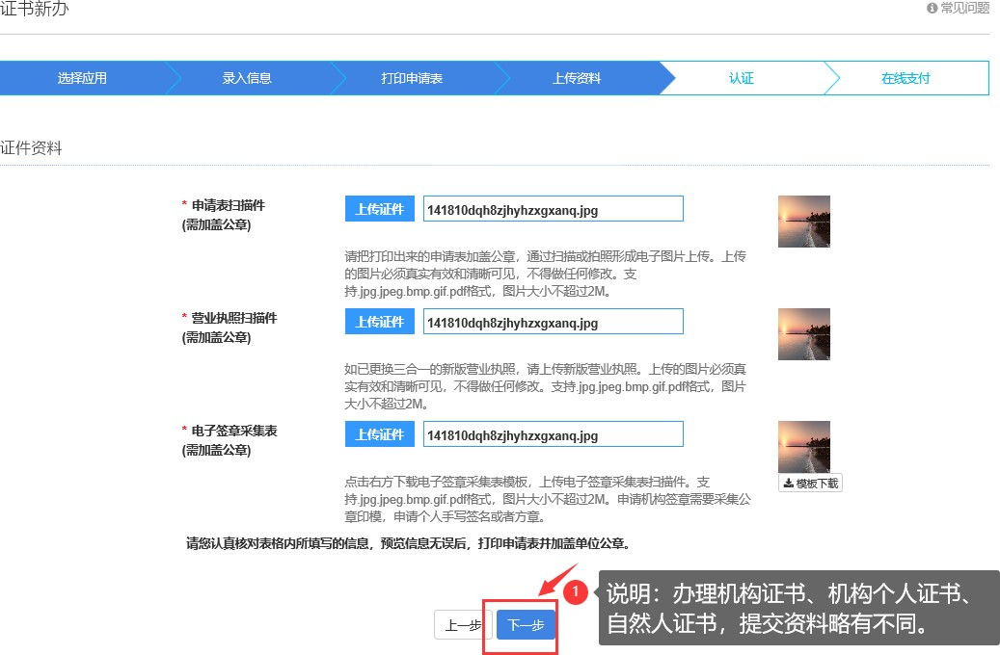 证书新办
常见问题
选择应用
录入信息
打印申请表
上传资料
认证
在线支付
证件资料
* 申请表扫描件
(需加盖公章)
上传证件
141810dqh8zjhyhzxgxanq.jpg
请把打印出来的申请表加盖公章，通过扫描或拍照形成电子图片上传。上传
的图片必须真实有效和清晰可见，不得做任何修改。支
持.jpg.jpeg.bmp.gif.pdf格式，图片大小不超过2M。
* 营业执照扫描件
(需加盖公章)
上传证件
141810dqh8zjhyhzxgxanq.jpg
如已更换三合一的新版营业执照，请上传新版营业执照。上传的图片必须真
实有效和清晰可见，不得做任何修改。支持.jpg.jpeg.bmp.gif.pdf格式，图片
大小不超过2M。
* 电子签章采集表
(需加盖公章)
上传证件
141810dqh8zjhyhzxgxanq.jpg
模板下载
点击右方下载电子签章采集表模板，上传电子签章采集表扫描件。支
持.jpg.jpeg.bmp.gif.pdf格式，图片大小不超过2M。申请机构签章需要采集公
章印模，申请个人手写签名或者方章。
请您认真核对表格内所填写的信息，预览信息无误后，打印申请表并加盖单位公章。
上一步
下一步
1
说明：办理机构证书、机构个人证书、
自然人证书，提交资料略有不同。